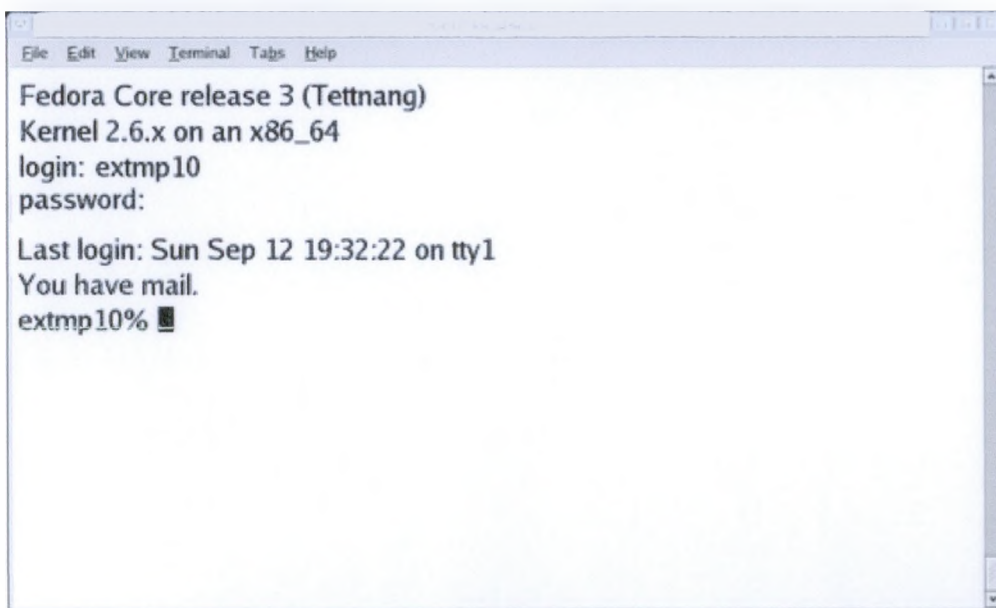 File Edit View Terminal Tabs Help
Fedora Core release 3 (Tettnang)
Kernel 2.6.x on an x86_64
login: extmp10
password:
Last login: Sun Sep 12 19:32:22 on tty1
You have mail.
extmp10%